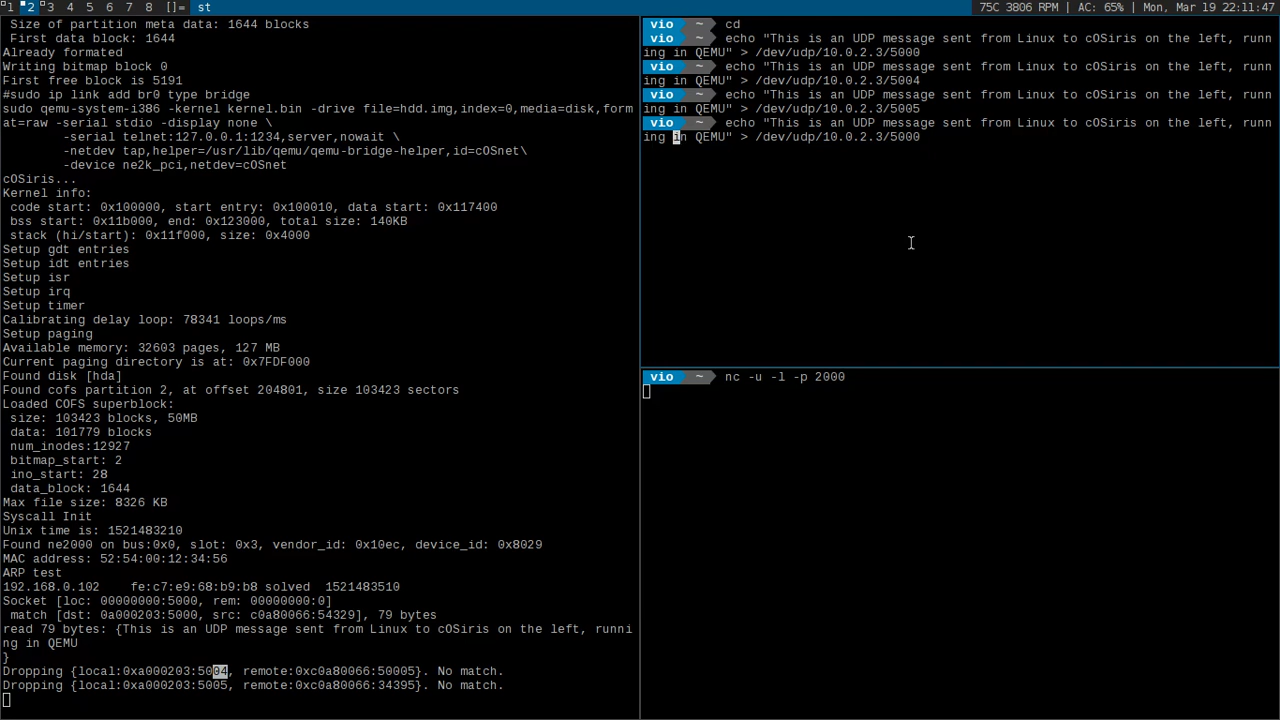 1 2 3 4 5 6 7 8 []= st 75C 3806 RPM | AC: 65% | Mon, Mar 19 22:11:47
Size of partition meta data: 1644 blocks
First data block: 1644
Already formated
Writing bitmap block 0
First free block is 5191
#sudo ip link add br0 type bridge
sudo qemu-system-i386 -kernel kernel.bin -drive file=hdd.img,index=0,media=disk,form
at=raw -serial stdio -display none \
-serial telnet:127.0.0.1:1234,server,nowait \
-netdev tap,helper=/usr/lib/qemu/qemu-bridge-helper,id=cOSnet\
-device ne2k_pci,netdev=cOSnet
cOSiris...
Kernel info:
code start: 0x100000, start entry: 0x100010, data start: 0x117400
bss start: 0x11b000, end: 0x123000, total size: 140KB
stack (hi/start): 0x11f000, size: 0x4000
Setup gdt entries
Setup idt entries
Setup isr
Setup irq
Setup timer
Calibrating delay loop: 78341 loops/ms
Setup paging
Available memory: 32603 pages, 127 MB
Current paging directory is at: 0x7FDF000
Found disk [hda]
Found cofs partition 2, at offset 204801, size 103423 sectors
Loaded COFS superblock:
size: 103423 blocks, 50MB
data: 101779 blocks
num_inodes:12927
bitmap_start: 2
ino_start: 28
data_block: 1644
Max file size: 8326 KB
Syscall Init
Unix time is: 1521483210
Found ne2000 on bus:0x0, slot: 0x3, vendor_id: 0x10ec, device_id: 0x8029
MAC address: 52:54:00:12:34:56
ARP test
192.168.0.102 fe:c7:e9:68:b9:b8 solved 1521483510
Socket [loc: 00000000:5000, rem: 00000000:0]
match [dst: 0a000203:5000, src: c0a80066:54329], 79 bytes
read 79 bytes: {This is an UDP message sent from Linux to cOSiris on the left, runni
ng in QEMU
}
Dropping {local:0xa000203:5004, remote:0xc0a80066:50005}. No match.
Dropping {local:0xa000203:5005, remote:0xc0a80066:34395}. No match.
vio ~ cd
vio ~ echo "This is an UDP message sent from Linux to cOSiris on the left, runn
ing in QEMU" > /dev/udp/10.0.2.3/5000
vio ~ echo "This is an UDP message sent from Linux to cOSiris on the left, runn
ing in QEMU" > /dev/udp/10.0.2.3/5004
vio ~ echo "This is an UDP message sent from Linux to cOSiris on the left, runn
ing in QEMU" > /dev/udp/10.0.2.3/5005
vio ~ echo "This is an UDP message sent from Linux to cOSiris on the left, runn
ing in QEMU" > /dev/udp/10.0.2.3/5000
vio ~ nc -u -l -p 2000